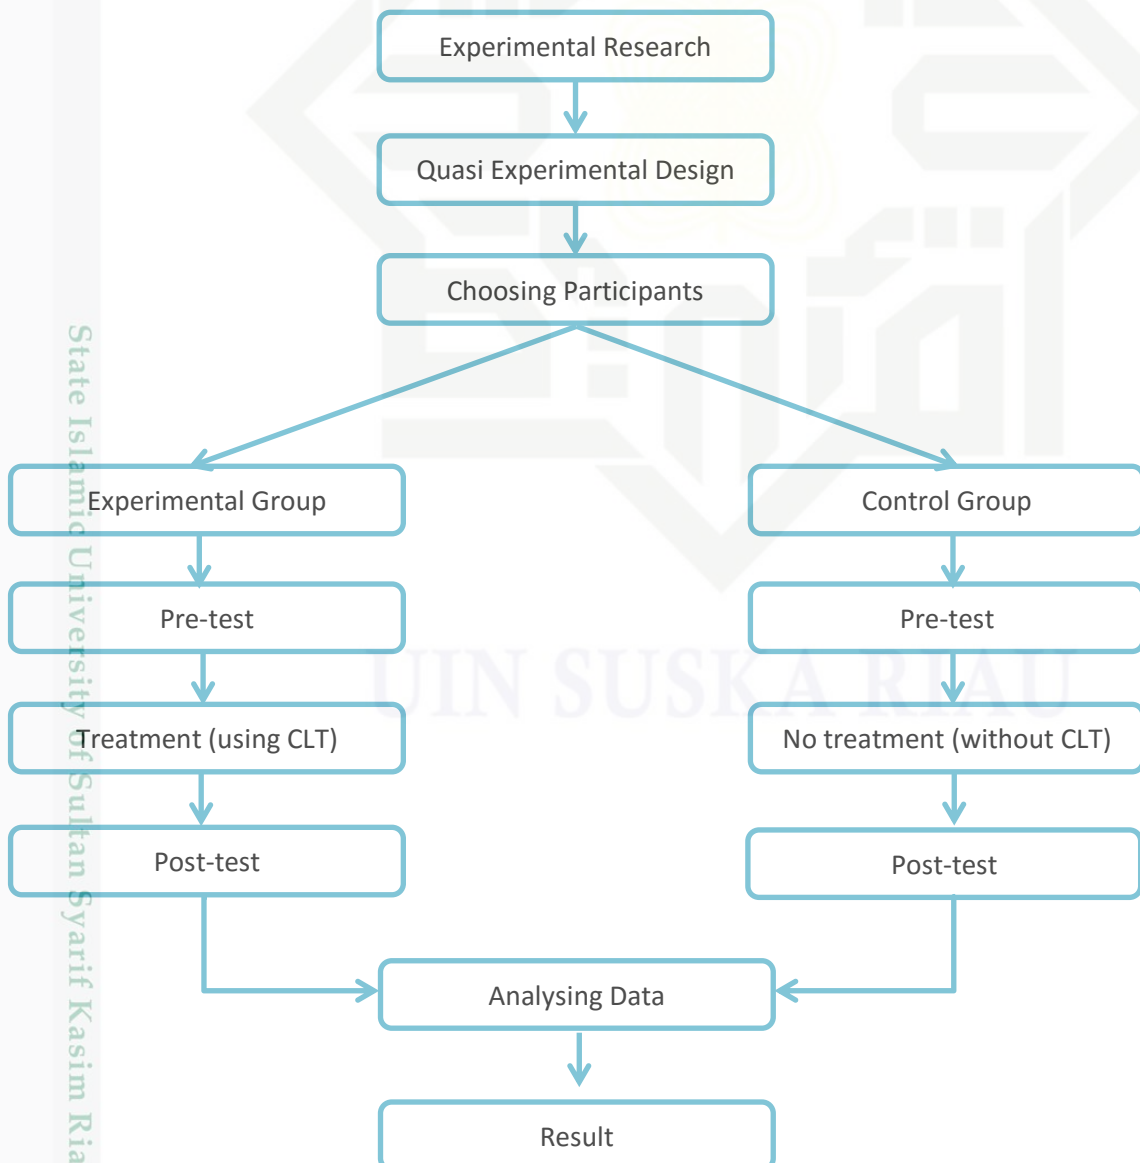 Experimental Research
Quasi Experimental Design
Choosing Participants
Experimental Group
Control Group
Pre-test
Pre-test
Treatment (using CLT)
No treatment (without CLT)
Post-test
Post-test
Analysing Data
Result
State Islamic University of Sultan Syarif Kasim Ria
UIN SUSKA RIAU